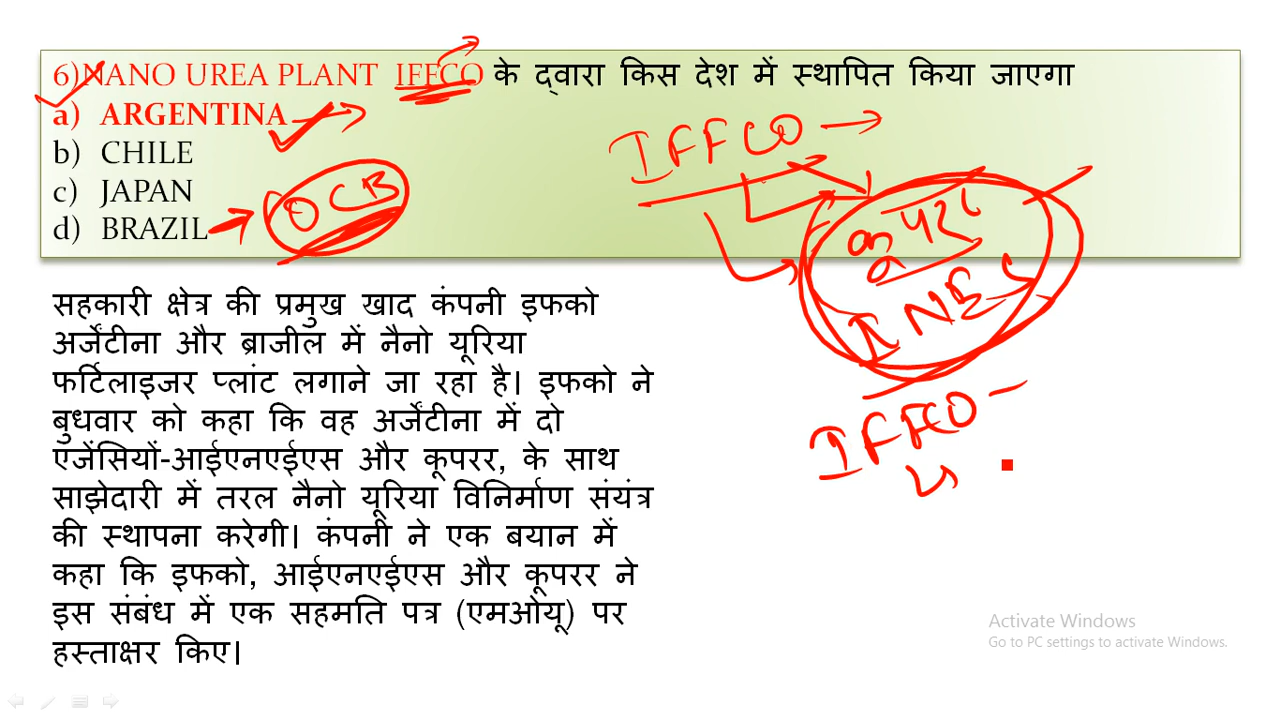 6)NANO UREA PLANT IFFCO के द्वारा किस देश में स्थापित किया जाएगा
a) ARGENTINA
b) CHILE
c) JAPAN
d) BRAZIL
OCB
IFFCO
कूपर
INES
IFFCO
सहकारी क्षेत्र की प्रमुख खाद कंपनी इफको
अर्जेंटीना और ब्राजील में नैनो यूरिया
फर्टिलाइजर प्लांट लगाने जा रहा है। इफको ने
बुधवार को कहा कि वह अर्जेंटीना में दो
एजेंसियों-आईएनएईएस और कूपरर, के साथ
साझेदारी में तरल नैनो यूरिया विनिर्माण संयंत्र
की स्थापना करेगी। कंपनी ने एक बयान में
कहा कि इफको, आईएनएईएस और कूपरर ने
इस संबंध में एक सहमति पत्र (एमओयू) पर
हस्ताक्षर किए।
Activate Windows
Go to PC settings to activate Windows.